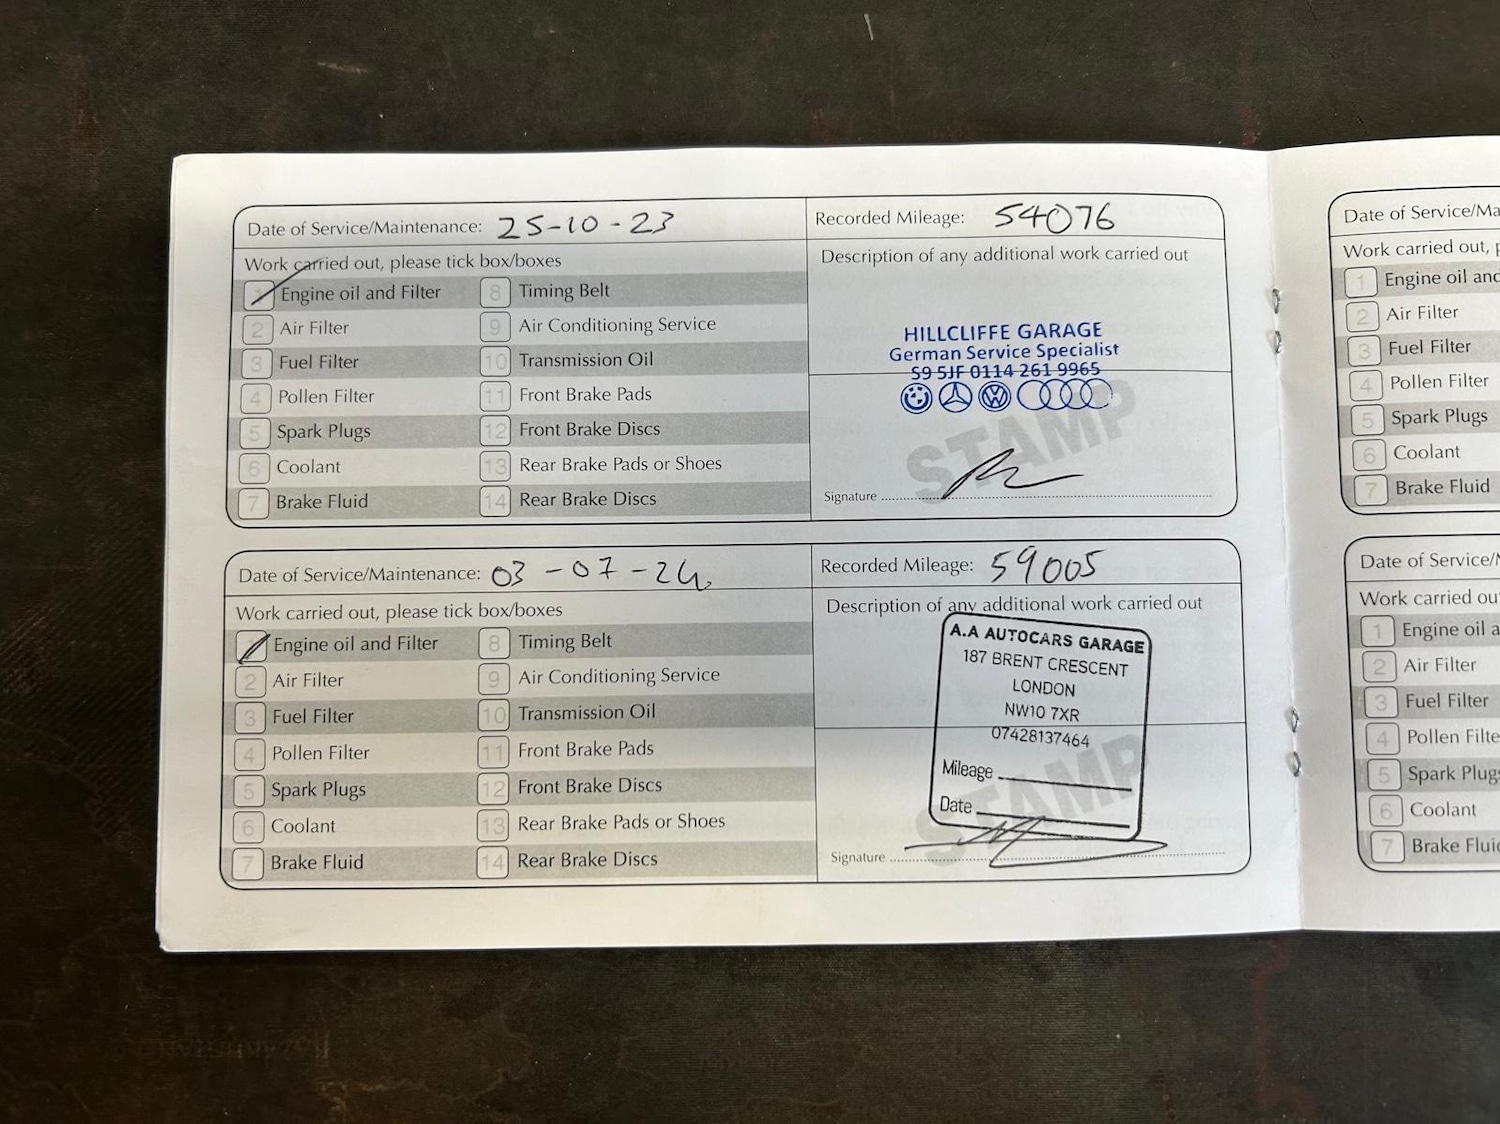 Date of Service/Maintenance: 25-10-23
Recorded Mileage: 54076
Work carried out, please tick box/boxes
1 Engine oil and Filter
2 Air Filter
3 Fuel Filter
4 Pollen Filter
5 Spark Plugs
6 Coolant
7 Brake Fluid
8 Timing Belt
9 Air Conditioning Service
10 Transmission Oil
11 Front Brake Pads
12 Front Brake Discs
13 Rear Brake Pads or Shoes
14 Rear Brake Discs
Description of any additional work carried out
HILLCLIFFE GARAGE
German Service Specialist
S9 5JF 0114 261 9965
STAMP
Signature
Date of Service/Maintenance: 03-07-24
Recorded Mileage: 59005
Work carried out, please tick box/boxes
Engine oil and Filter
2 Air Filter
3 Fuel Filter
4 Pollen Filter
5 Spark Plugs
6 Coolant
7 Brake Fluid
8 Timing Belt
9 Air Conditioning Service
10 Transmission Oil
11 Front Brake Pads
12 Front Brake Discs
13 Rear Brake Pads or Shoes
14 Rear Brake Discs
Description of any additional work carried out
A.A AUTOCARS GARAGE
187 BRENT CRESCENT
LONDON
NW10 7XR
07428137464
Mileage
Date
STAMP
Signature
Date of Service/Ma
Work carried out, p
1 Engine oil and
2 Air Filter
3 Fuel Filter
4 Pollen Filter
5 Spark Plugs
6 Coolant
7 Brake Fluid
Date of Service/M
Work carried ou
1 Engine oil a
2 Air Filter
3 Fuel Filter
4 Pollen Filte
5 Spark Plug
6 Coolant
7 Brake Flui